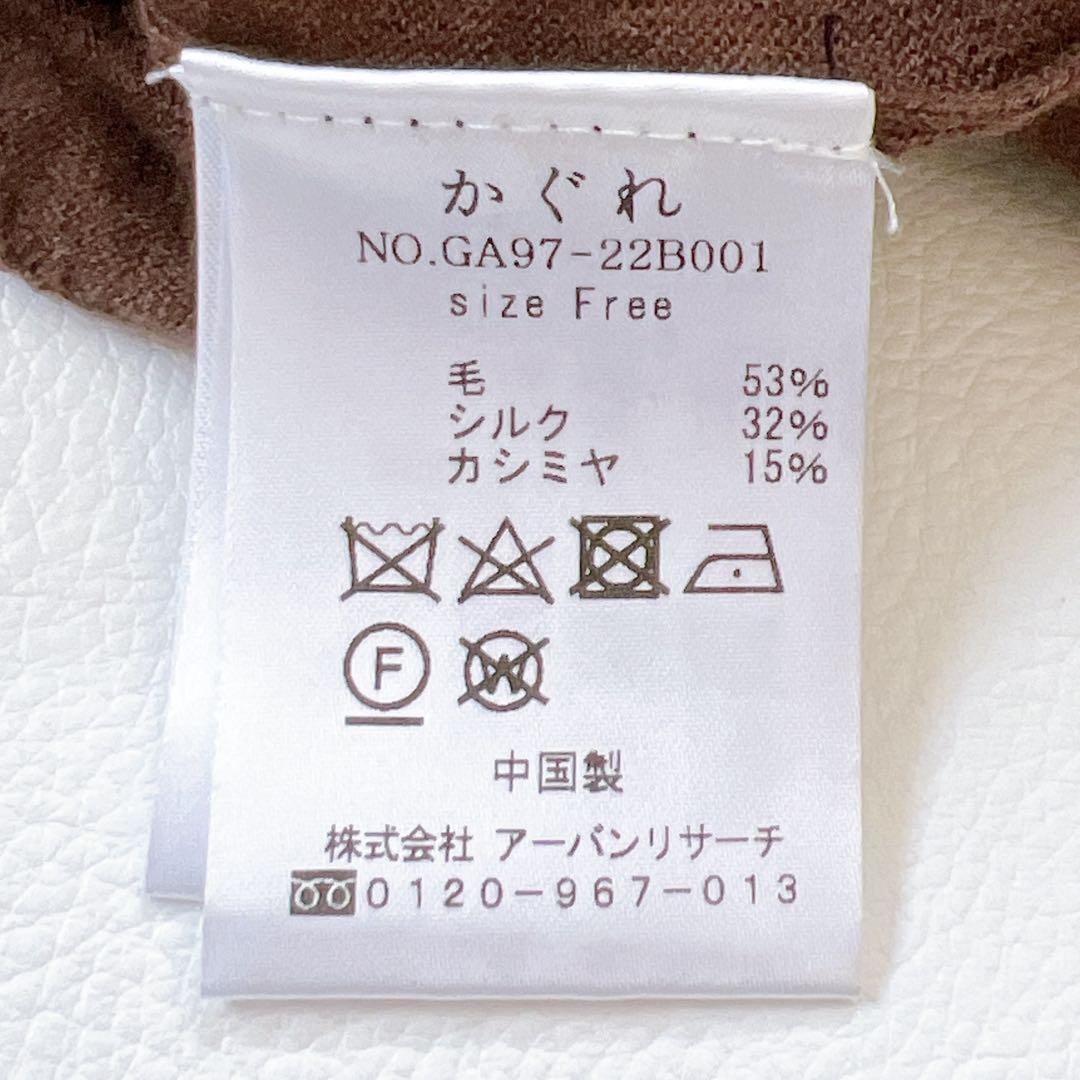 かぐれ
NO.GA97-22B001
size Free
毛 53%
シルク 32%
カシミヤ 15%
F W
中国製
株式会社 アーバンリサーチ
0120-967-013